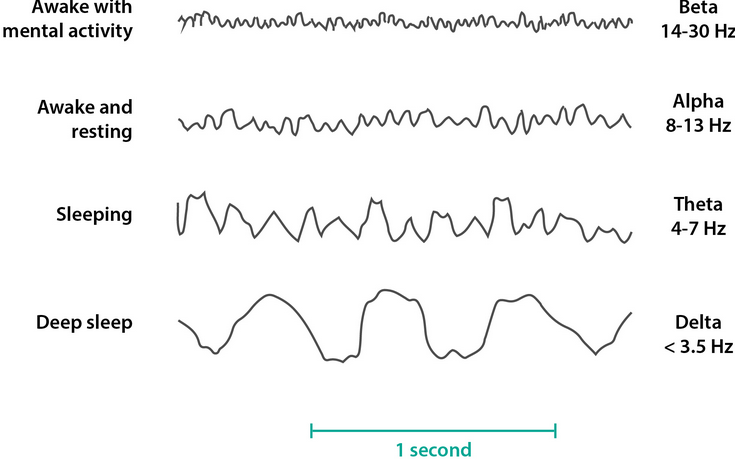 Awake with
mental activity
Beta
14-30 Hz
Awake and
resting
Alpha
8-13 Hz
Sleeping
Theta
4-7 Hz
Deep sleep
Delta
< 3.5 Hz
1 second